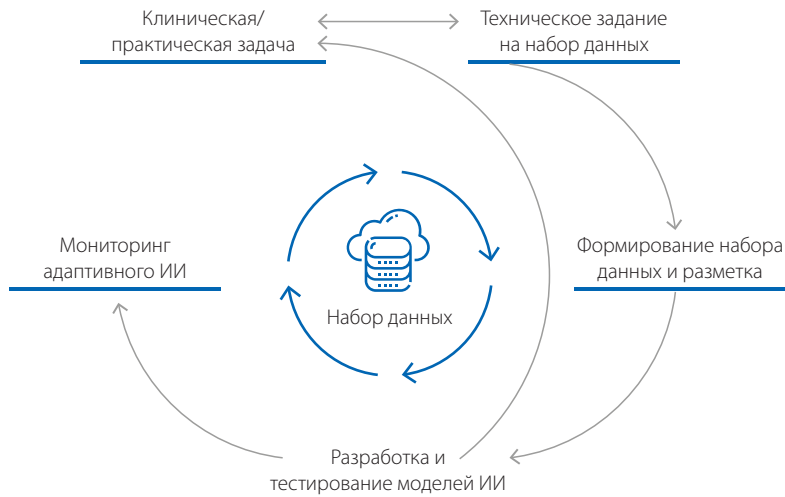 Клиническая/
практическая задача
Техническое задание
на набор данных
Мониторинг
адаптивного ИИ
Формирование набора
данных и разметка
Набор данных
Разработка и
тестирование моделей ИИ